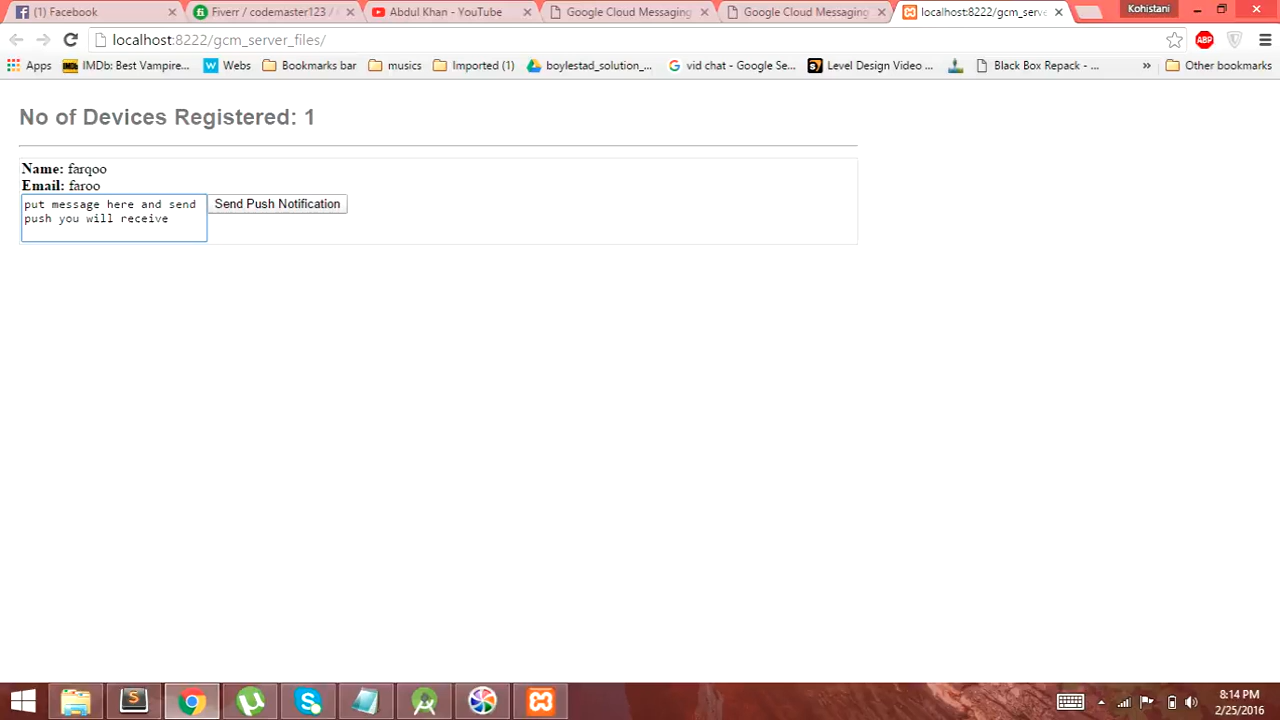 (1) Facebook
Fiverr / codemaster123 /
Abdul Khan - YouTube
Google Cloud Messaging
Google Cloud Messaging
localhost:8222/gcm_serve
Kohistani
localhost:8222/gcm_server_files/
ABP
Apps
IMDb: Best Vampire...
Webs
Bookmarks bar
musics
Imported (1)
boylestad_solution_...
vid chat - Google Se...
Level Design Video ...
Black Box Repack - ...
»
Other bookmarks
No of Devices Registered: 1
Name: farqoo
Email: faroo
put message here and send
push you will receive
Send Push Notification
8:14 PM
2/25/2016